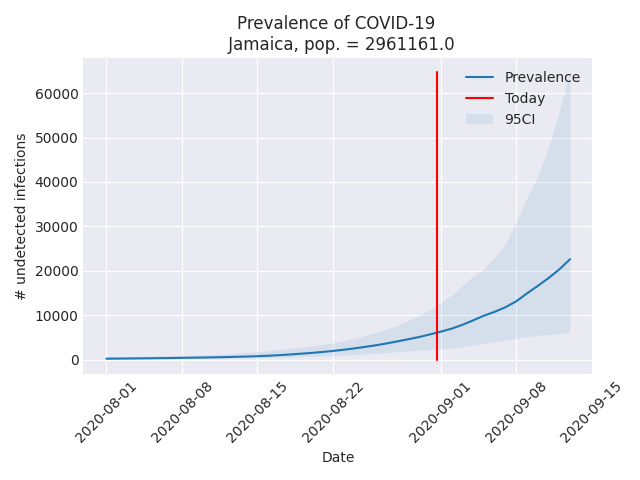 Prevalence of COVID-19
Jamaica, pop. = 2961161.0
Prevalence
Today
95CI
60000
50000
40000
30000
20000
10000
0
# undetected infections
2020-08-01
2020-08-08
2020-08-15
2020-08-22
2020-09-01
2020-09-08
2020-09-15
Date